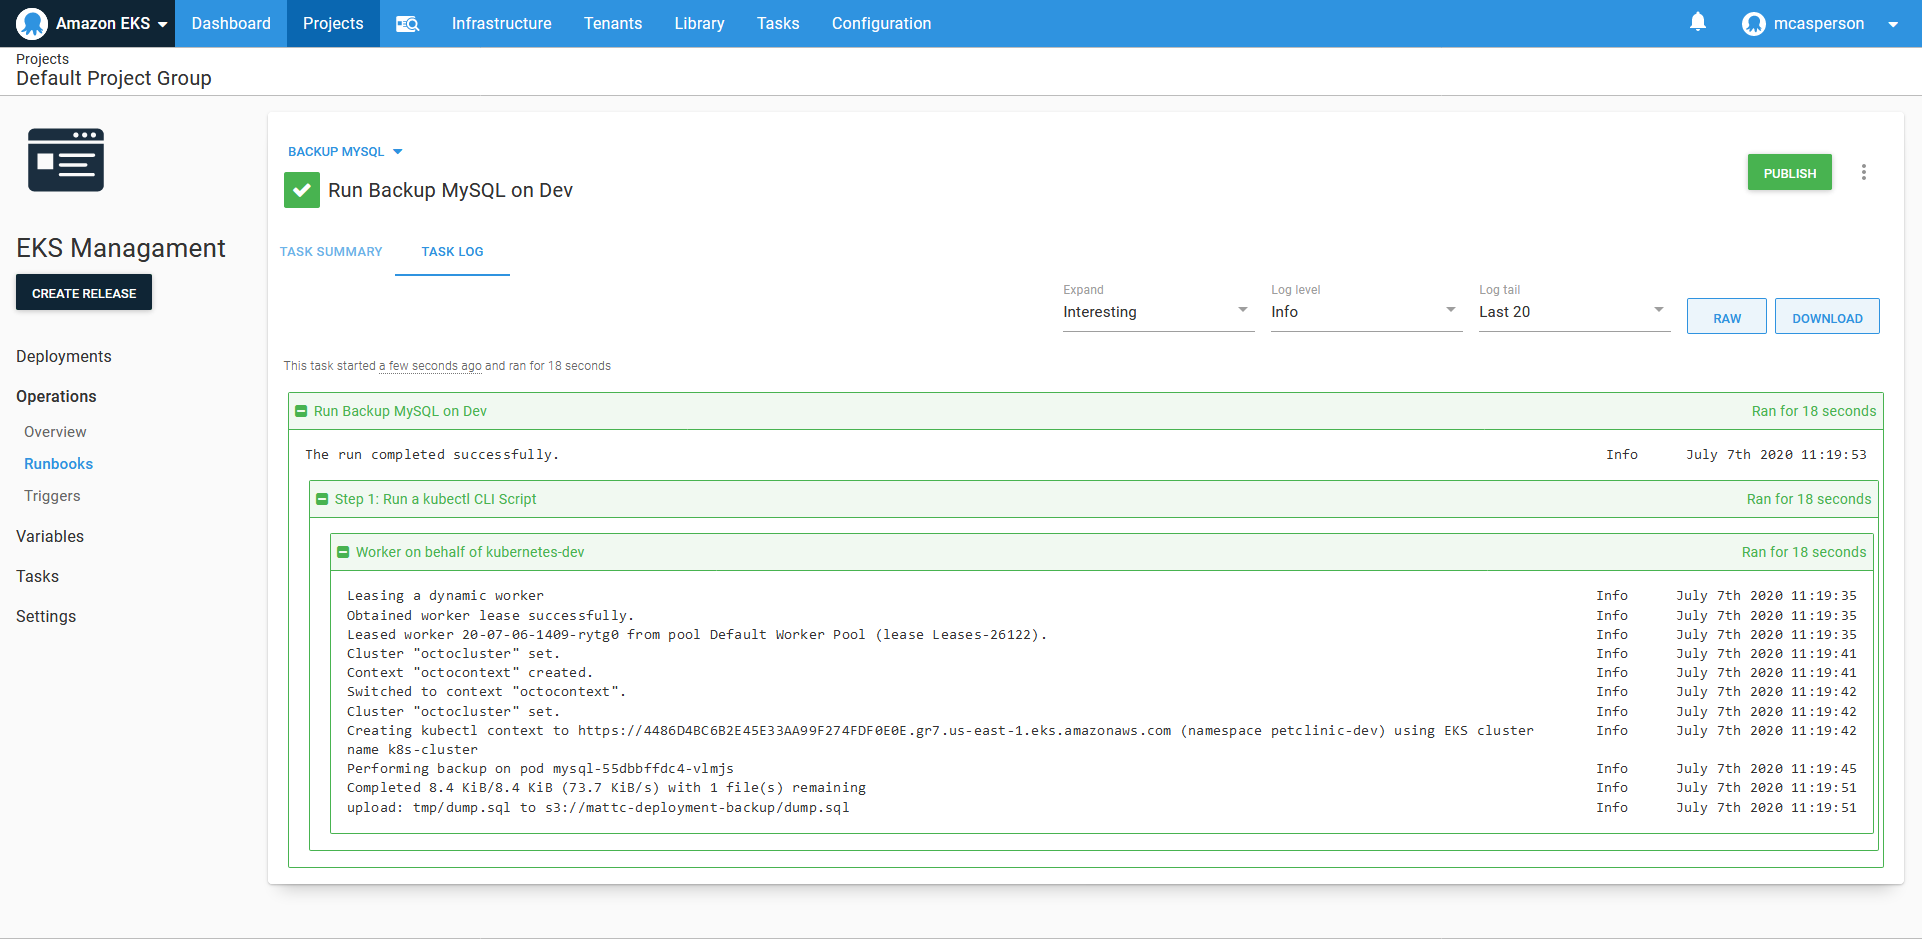 Amazon EKS Dashboard Projects Infrastructure Tenants Tasks Library Tasks Configuration mcasperson
Projects
Default Project Group
EKS Managament
CREATE RELEASE
Deployments
Operations
Overview
Runbooks
Triggers
Variables
Tasks
Settings
BACKUP MYSQL
Run Backup MySQL on Dev
PUBLISH
TASK SUMMARY TASK LOG
Expand Log level Log tail
Interesting Info Last 20 RAW DOWNLOAD
This task started a few seconds ago and ran for 18 seconds
Run Backup MySQL on Dev Ran for 18 seconds
The run completed successfully. Info July 7th 2020 11:19:53
Step 1: Run a kubectl CLI Script Ran for 18 seconds
Worker on behalf of kubernetes-dev Ran for 18 seconds
Leasing a dynamic worker Info July 7th 2020 11:19:35
Obtained worker lease successfully. Info July 7th 2020 11:19:35
Leased worker 20-07-06-1409-rytg0 from pool Default Worker Pool (lease Leases-26122). Info July 7th 2020 11:19:35
Cluster "octocluster" set. Info July 7th 2020 11:19:41
Context "octocontext" created. Info July 7th 2020 11:19:41
Switched to context "octocontext". Info July 7th 2020 11:19:42
Cluster "octocluster" set. Info July 7th 2020 11:19:42
Creating kubectl context to https://4486D4BC6B2E45E33AA99F274FDF0E0E.gr7.us-east-1.eks.amazonaws.com (namespace petclinic-dev) using EKS cluster Info July 7th 2020 11:19:42
name k8s-cluster
Performing backup on pod mysql-55dbbffdc4-vlmjs Info July 7th 2020 11:19:45
Completed 8.4 KiB/8.4 KiB (73.7 KiB/s) with 1 file(s) remaining Info July 7th 2020 11:19:51
upload: tmp/dump.sql to s3://mattc-deployment-backup/dump.sql Info July 7th 2020 11:19:51